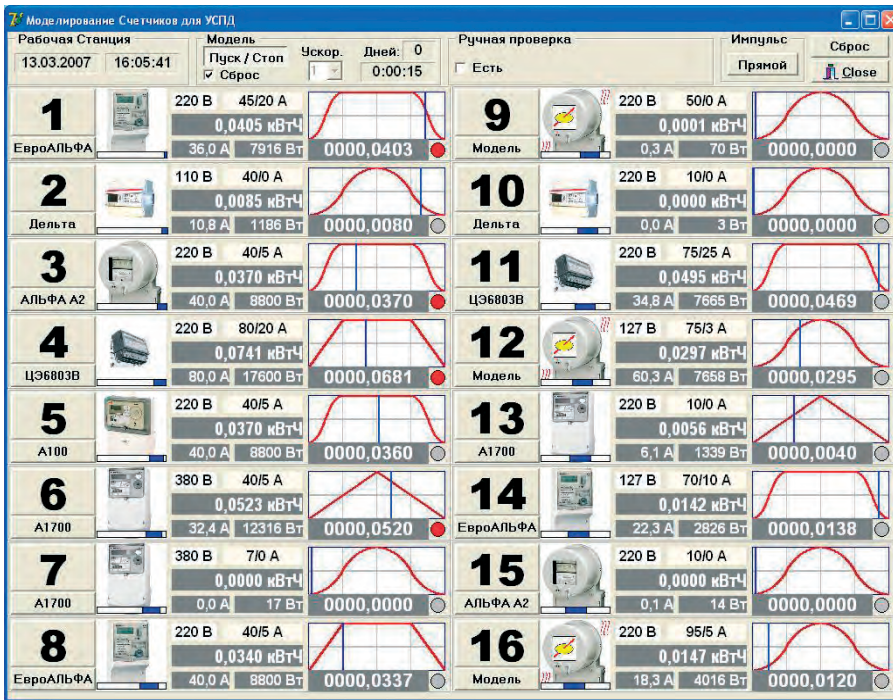 Моделирование Счетчиков для УСПД
Рабочая Станция
13.03.2007 16:05:41
Модель
Пуск / Стоп
Сброс
Ускор.
1
Дней: 0
0:00:15
Ручная проверка
Есть
Импульс
Прямой
Сброс
Close
1
ЕвроАЛЬФА
220 В 45/20 А
0,0405 кВтЧ
36,0 А 7916 Вт 0000,0403
2
Дельта
110 В 40/0 А
0,0085 кВтЧ
10,8 А 1186 Вт 0000,0080
3
АЛЬФА А2
220 В 40/5 А
0,0370 кВтЧ
40,0 А 8800 Вт 0000,0370
4
ЦЭ6803В
220 В 80/20 А
0,0741 кВтЧ
80,0 А 17600 Вт 0000,0681
5
А100
220 В 40/5 А
0,0370 кВтЧ
40,0 А 8800 Вт 0000,0360
6
А1700
380 В 40/5 А
0,0523 кВтЧ
32,4 А 12316 Вт 0000,0520
7
А1700
380 В 7/0 А
0,0000 кВтЧ
0,0 А 17 Вт 0000,0000
8
ЕвроАЛЬФА
220 В 40/5 А
0,0340 кВтЧ
40,0 А 8800 Вт 0000,0337
9
Модель
220 В 50/0 А
0,0001 кВтЧ
0,3 А 70 Вт 0000,0000
10
Дельта
220 В 10/0 А
0,0000 кВтЧ
0,0 А 3 Вт 0000,0000
11
ЦЭ6803В
220 В 75/25 А
0,0495 кВтЧ
34,8 А 7665 Вт 0000,0469
12
Модель
127 В 75/3 А
0,0297 кВтЧ
60,3 А 7658 Вт 0000,0295
13
А1700
220 В 10/0 А
0,0056 кВтЧ
6,1 А 1339 Вт 0000,0040
14
ЕвроАЛЬФА
127 В 70/10 А
0,0142 кВтЧ
22,3 А 2826 Вт 0000,0138
15
АЛЬФА А2
220 В 10/0 А
0,0000 кВтЧ
0,1 А 14 Вт 0000,0000
16
Модель
220 В 95/5 А
0,0147 кВтЧ
18,3 А 4016 Вт 0000,0120